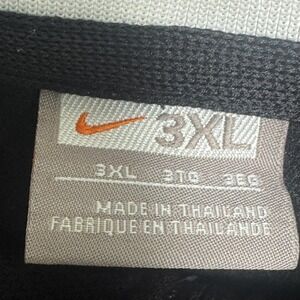 3XL
3XL 3TG 3EG
MADE IN THAILAND
FABRIQUE EN THAILANDE